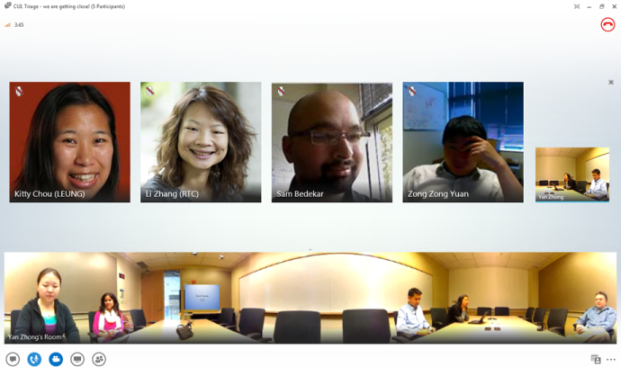 CUIL Triage - we are getting close! (5 Participants)
3:45
Kitty Chou (LEUNG)
Li Zhang (RTC)
Sam Bedekar
Zong Zong Yuan
Yan Zhong
Yan Zhong's Room